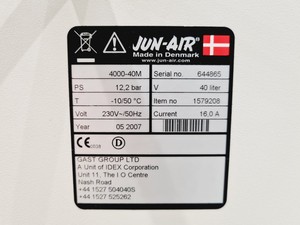 JUN-AIR®
Made in Denmark
www.jun-air.com
4000-40M Serial no. 644865
PS 12,2 bar V 40 liter
T -10/50 °C Item no 1579208
Volt 230V~/50Hz Current 16.0 A
Year 05 2007
CE D
GAST GROUP LTD
A Unit of IDEX Corporation
Unit 11, The I O Centre
Nash Road
+44 1527 504040S
+44 1527 525262